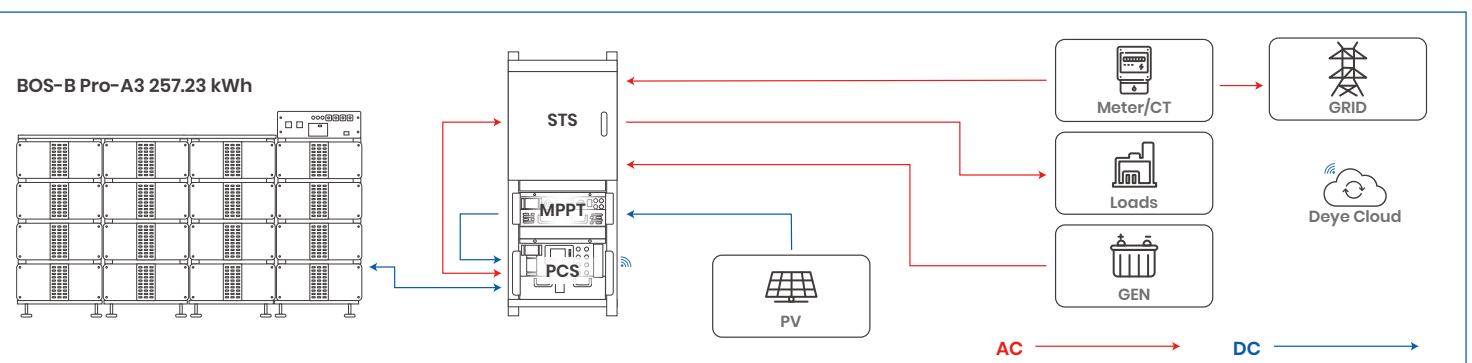 BOS-B Pro-A3 257.23 kWh
STS
MPPT
PCS
PV
Meter/CT
GRID
Loads
Deye Cloud
GEN
AC
DC